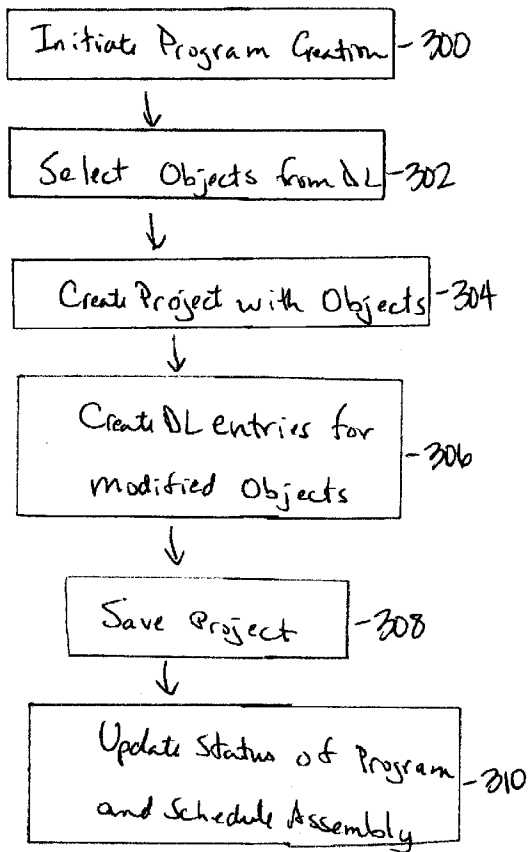 Initiate Program Creation -300
Select Objects from DL -302
Create Project with Objects -304
Create DL entries for
modified Objects
-306
Save Project -308
Update Status of Program
and Schedule Assembly
-310